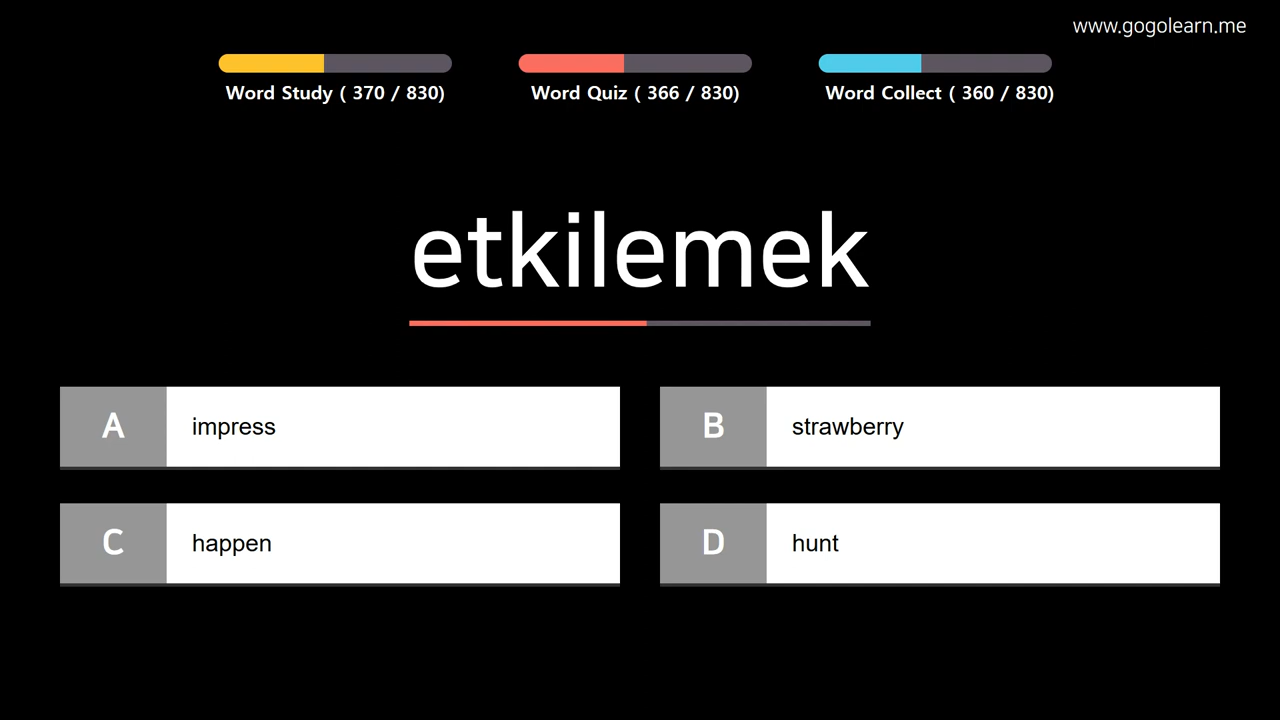 www.gogolearn.me
Word Study ( 370 / 830)
Word Quiz ( 366 / 830)
Word Collect ( 360 / 830)
etkilemek
A impress
B strawberry
C happen
D hunt